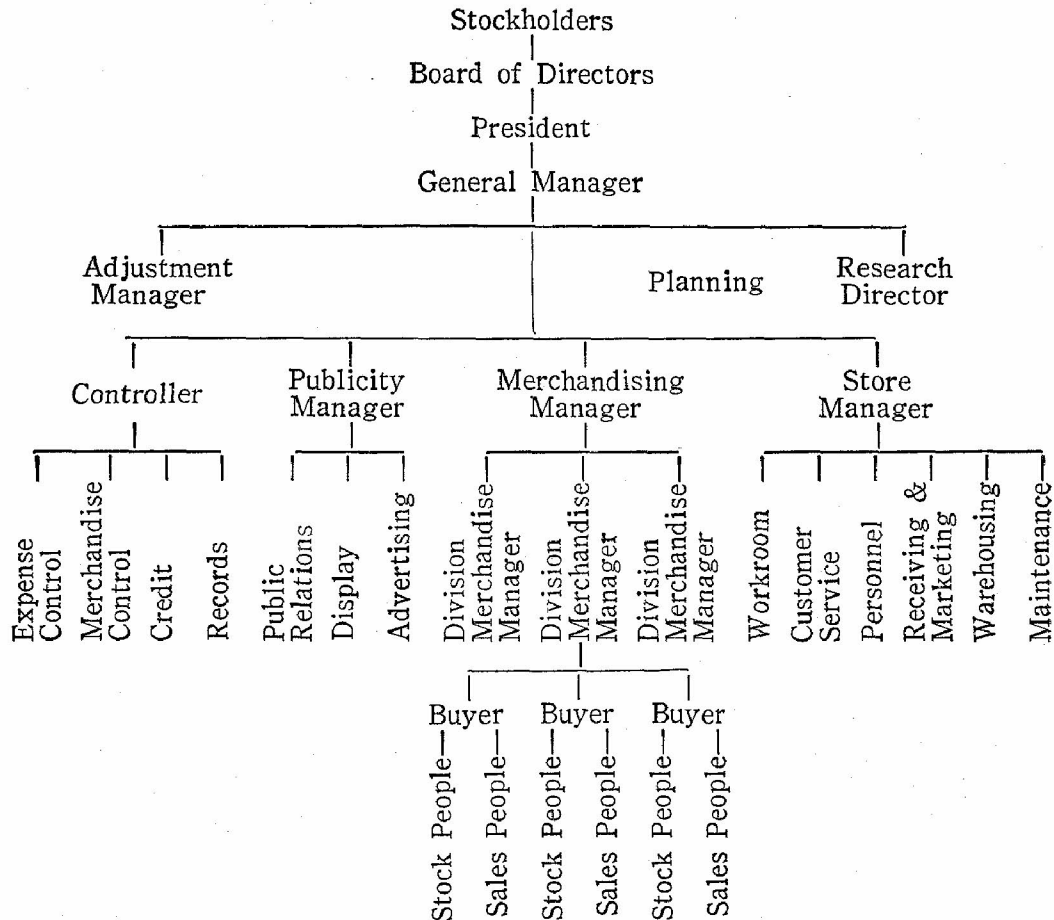 Stockholders
Board of Directors
President
General Manager
Adjustment
Manager
Planning
Research
Director
Controller
Publicity
Manager
Merchandising
Manager
Store
Manager
Expense
Control
Merchandise
Control
Credit
Records
Public
Relations
Display
Advertising
Division
Merchandise
Manager
Division
Merchandise
Manager
Division
Merchandise
Manager
Workroom
Customer
Service
Personnel
Receiving &
Marketing
Warehousing
Maintenance
Buyer
Buyer
Buyer
Stock People
Sales People
Stock People
Sales People
Stock People
Sales People